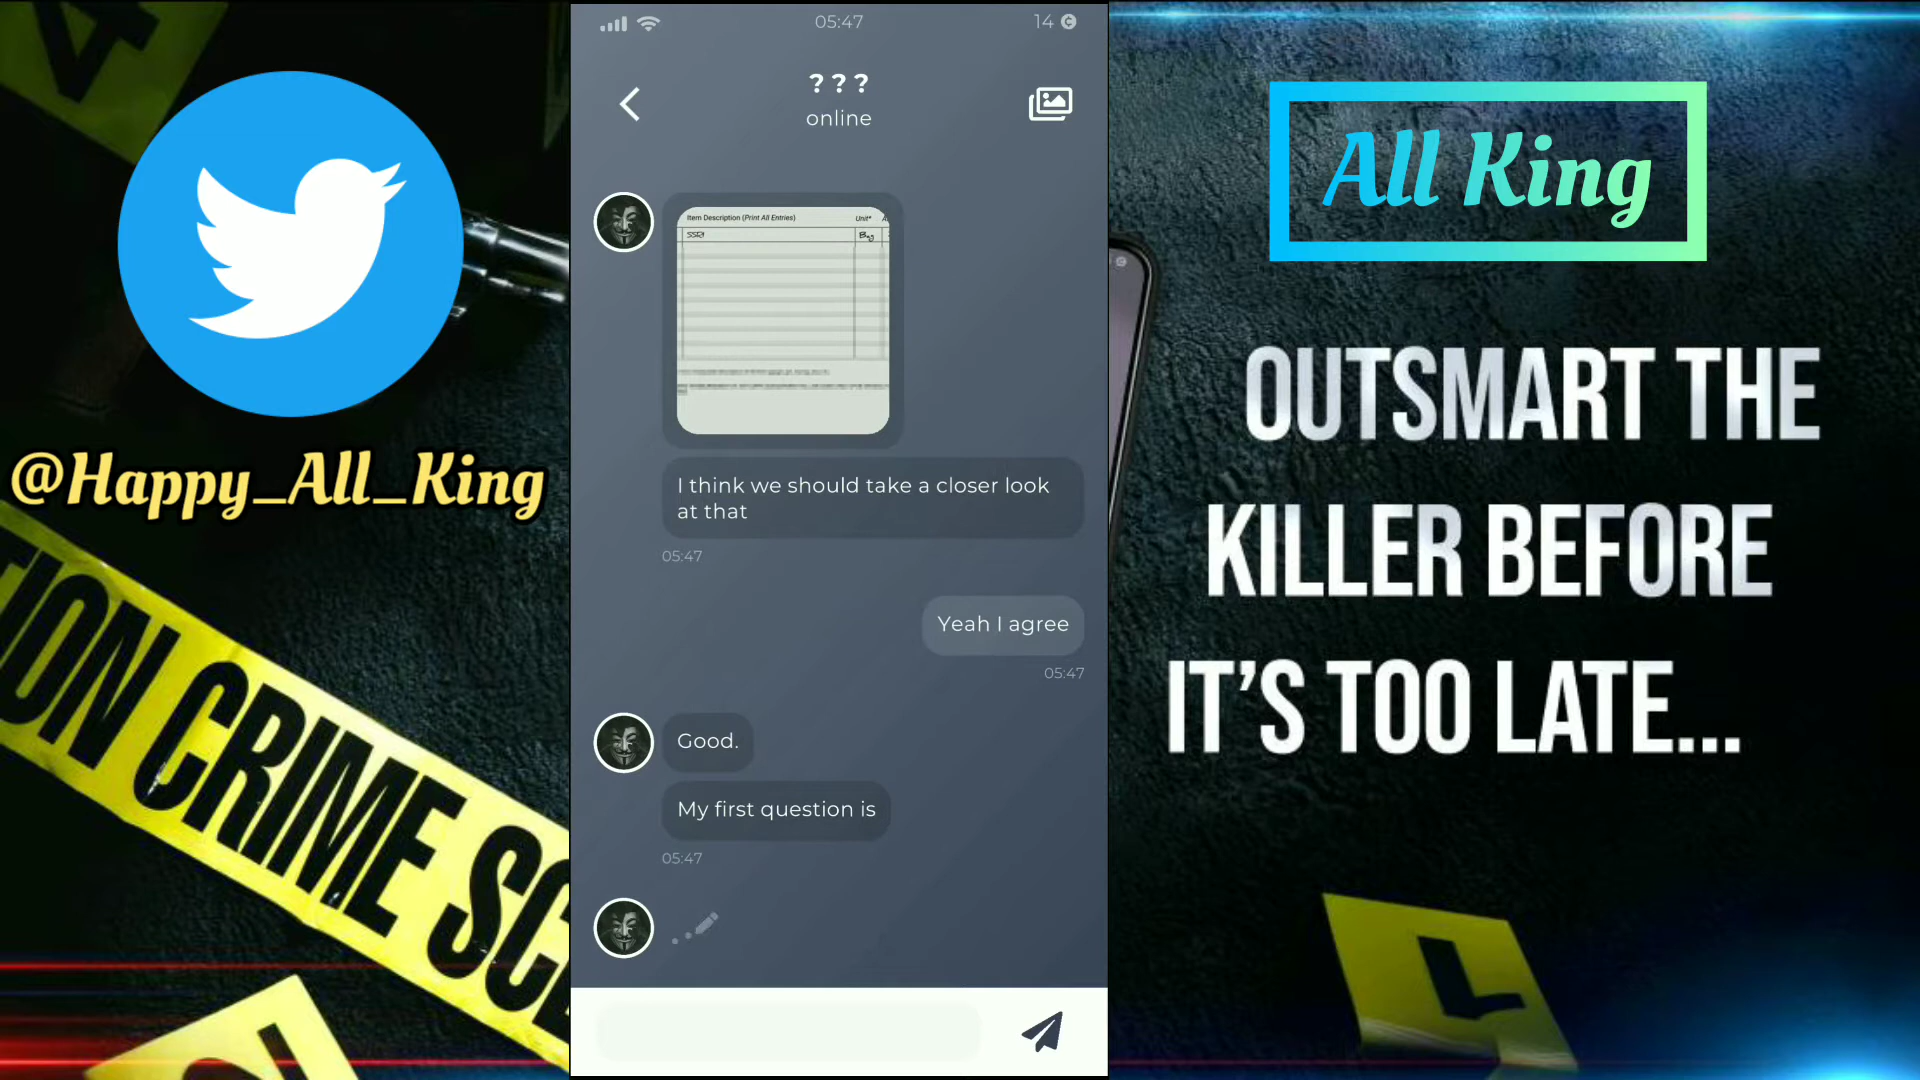 @Happy_All_King
ION CRIME SC
05:47
14
???
online
Item Description (Print All Entries)
Unit*
I think we should take a closer look
at that
05:47
Yeah I agree
05:47
Good.
My first question is
05:47
All King
OUTSMART THE
KILLER BEFORE
IT'S TOO LATE...